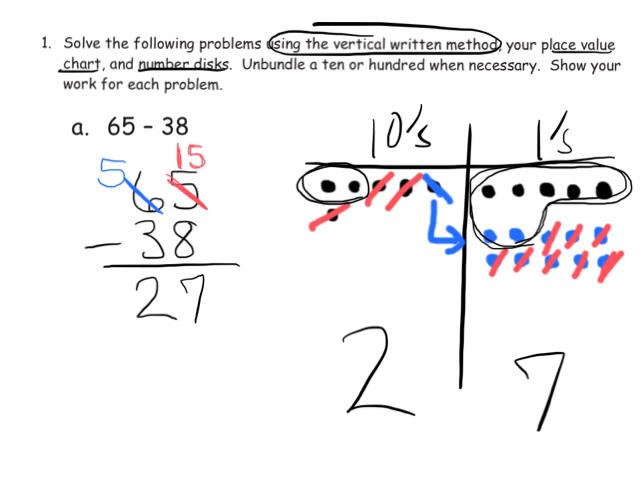 1. Solve the following problems using the vertical written method, your place value
chart, and number disks. Unbundle a ten or hundred when necessary. Show your
work for each problem.
a. 65 - 38
5 15
65
- 38
27
10's 1's
2 7